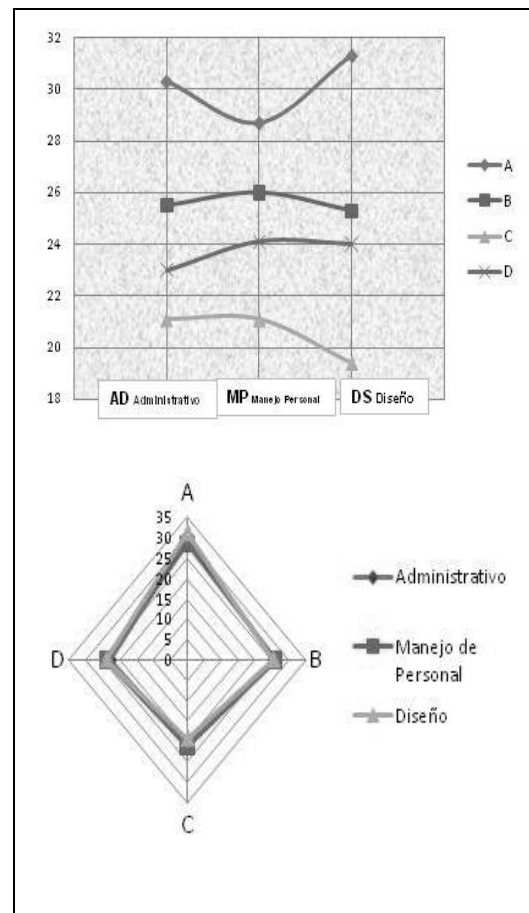 32
30
28
26
24
22
20
18
AD Administrativo
MP Manejo Personal
DS Diseño
A
B
C
D
A
35
30
25
20
15
10
5
0
D
B
C
Administrativo
Manejo de
Personal
Diseño